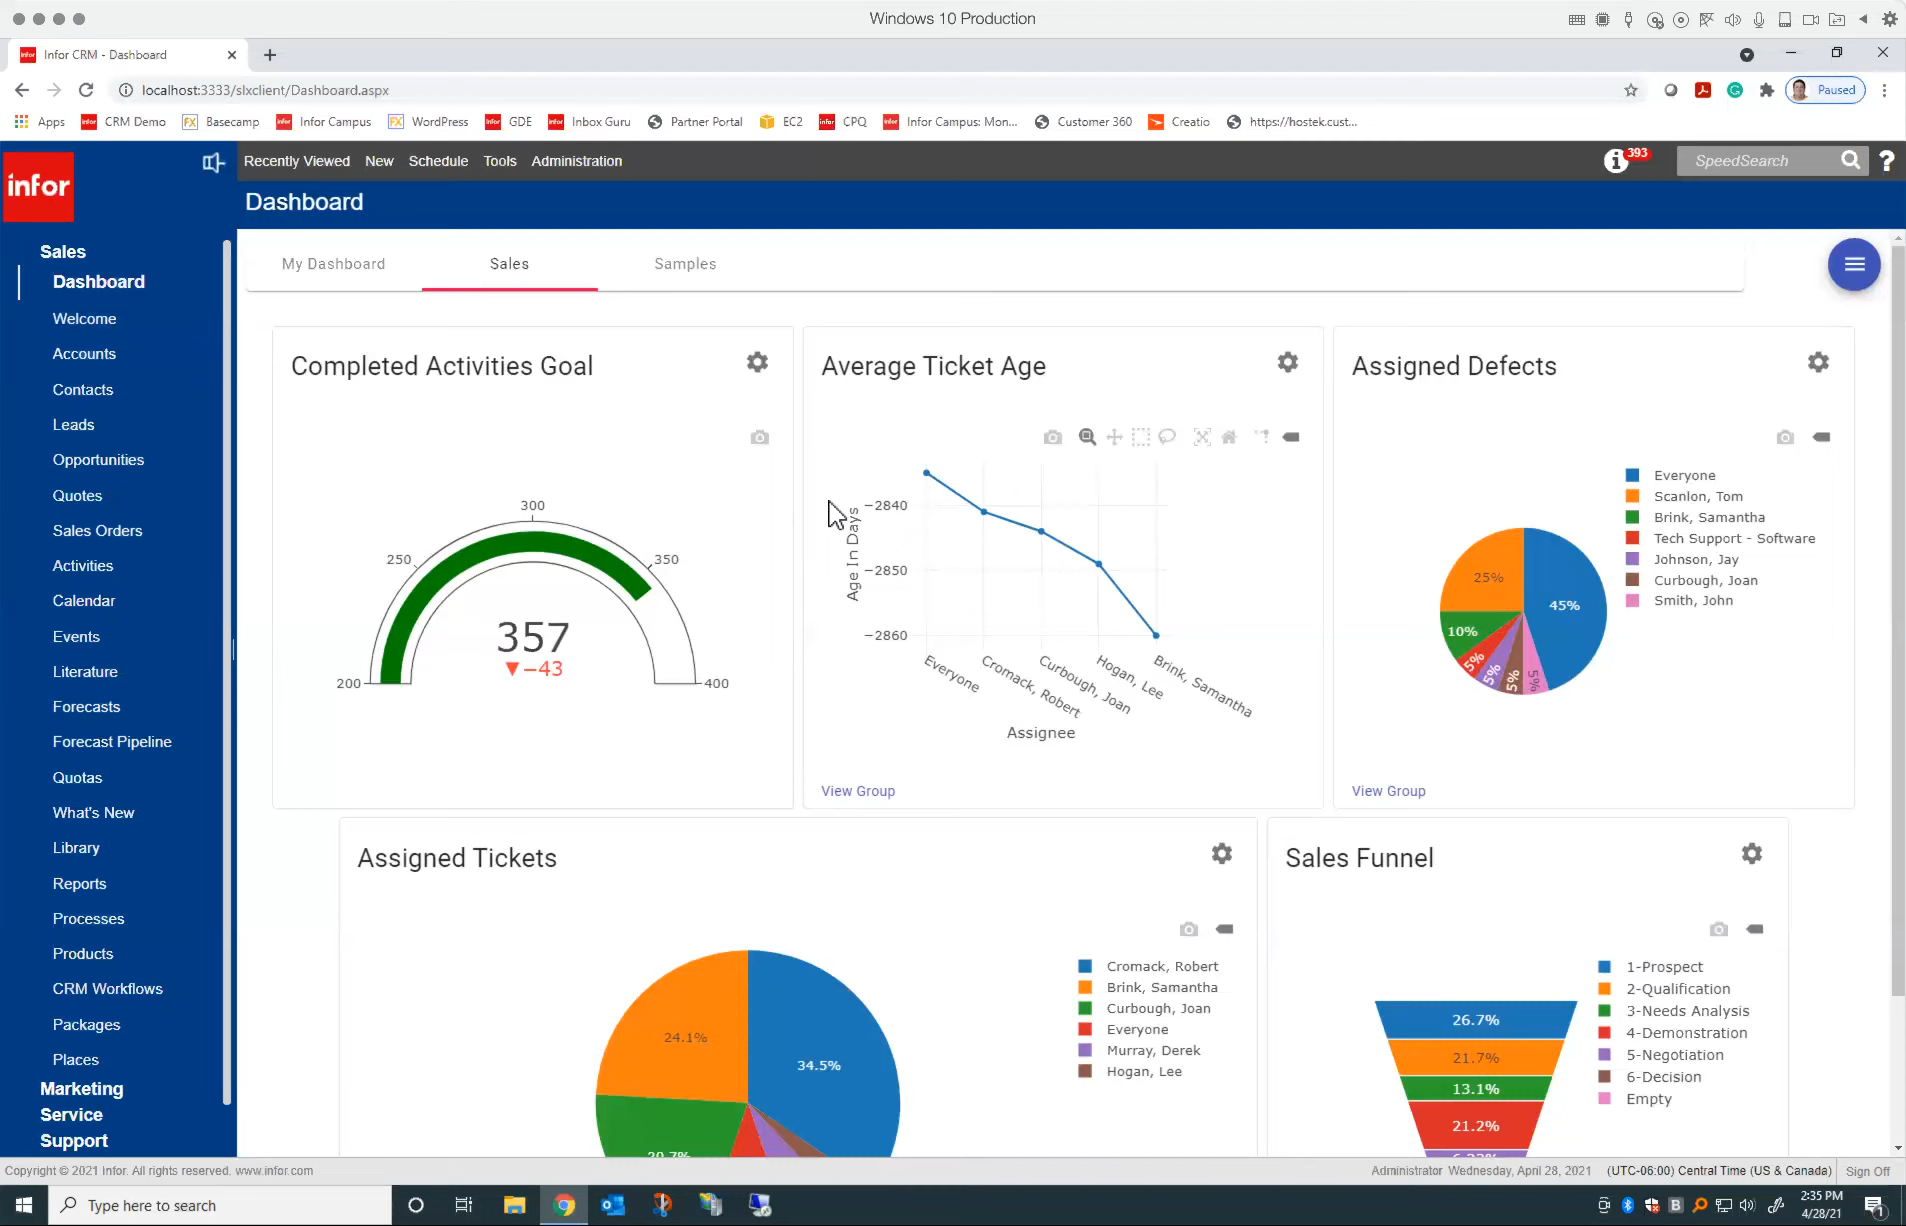 Windows 10 Production
Infor CRM - Dashboard
localhost:3333/slxclient/Dashboard.aspx
Paused
Apps
infor CRM Demo
FX Basecamp
infor Infor Campus
FX WordPress
infor GDE
infor Inbox Guru
Partner Portal
EC2
infor CPQ
infor Infor Campus: Mon...
Customer 360
Creatio
https://hostek.cust...
infor
Recently Viewed New Schedule Tools Administration
393
SpeedSearch
?
Dashboard
Sales
Dashboard
Welcome
Accounts
Contacts
Leads
Opportunities
Quotes
Sales Orders
Activities
Calendar
Events
Literature
Forecasts
Forecast Pipeline
Quotas
What's New
Library
Reports
Processes
Products
CRM Workflows
Packages
Places
Marketing
Service
Support
My Dashboard Sales Samples
Completed Activities Goal
200
250
300
350
400
357
▼−43
Average Ticket Age
−2840
−2850
−2860
Age In Days
Everyone
Cromack, Robert
Curbough, Joan
Hogan, Lee
Brink, Samantha
Assignee
View Group
Assigned Defects
Everyone
Scanlon, Tom
Brink, Samantha
Tech Support - Software
Johnson, Jay
Curbough, Joan
Smith, John
25%
45%
10%
5%
5%
5%
5%
View Group
Assigned Tickets
Cromack, Robert
Brink, Samantha
Curbough, Joan
Everyone
Murray, Derek
Hogan, Lee
24.1%
34.5%
20.7%
Sales Funnel
1-Prospect
2-Qualification
3-Needs Analysis
4-Demonstration
5-Negotiation
6-Decision
Empty
26.7%
21.7%
13.1%
21.2%
Copyright © 2021 Infor. All rights reserved. www.infor.com
Administrator Wednesday, April 28, 2021 (UTC-06:00) Central Time (US & Canada) Sign Off
Type here to search
2:35 PM
4/28/21
1